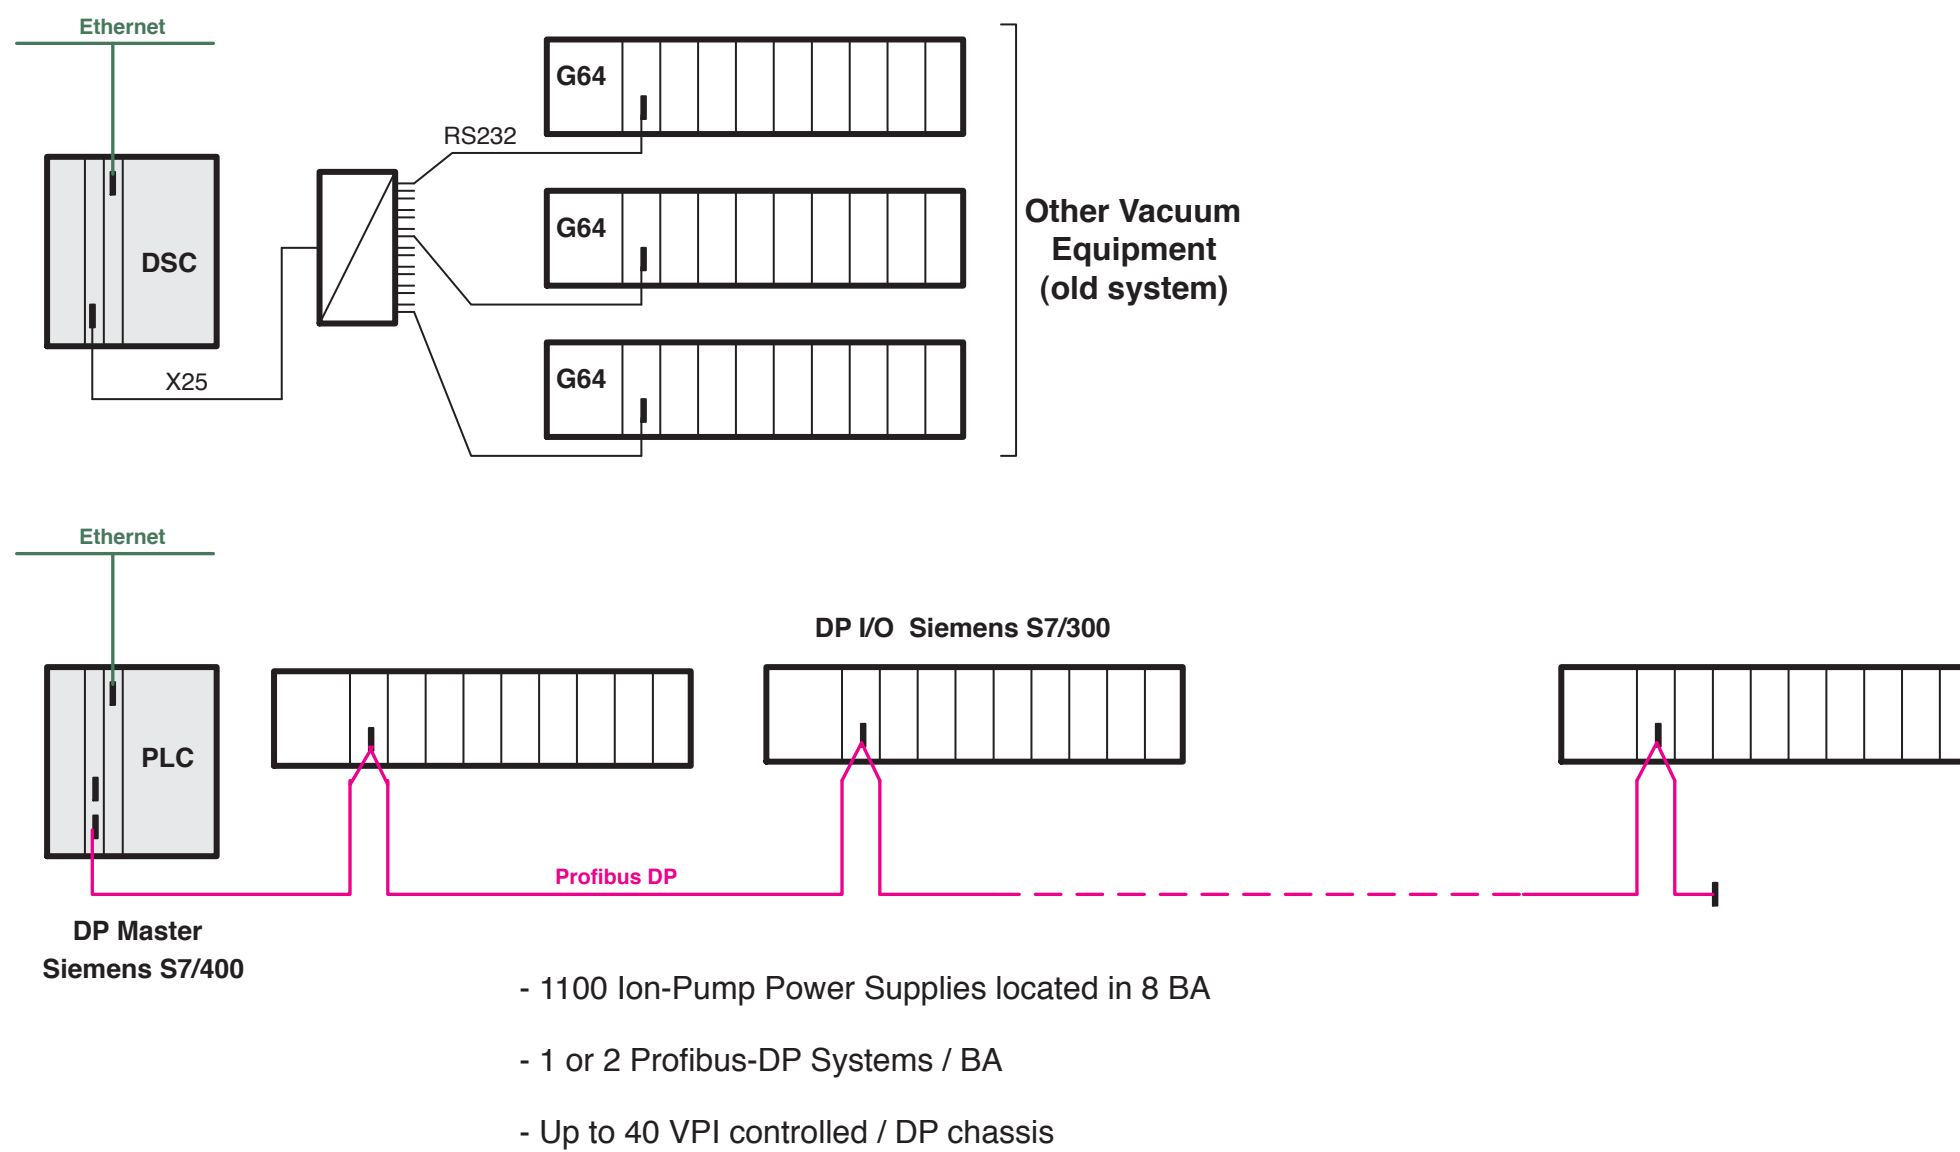 Ethernet
G64
RS232
DSC
G64
Other Vacuum
Equipment
(old system)
X25
G64
Ethernet
DP I/O  Siemens S7/300
PLC
Profibus DP
DP Master
Siemens S7/400
- 1100 Ion-Pump Power Supplies located in 8 BA
- 1 or 2 Profibus-DP Systems / BA
- Up to 40 VPI controlled / DP chassis